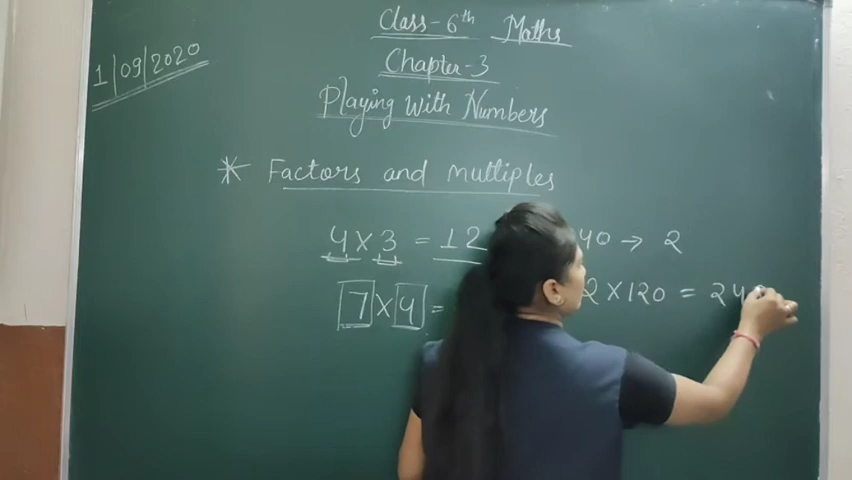 Class-6th Maths
1/09/2020
Chapter-3
Playing With Numbers
* Factors and multiples
4 × 3 = 12
40 → 2
7 × 4 =
2 × 120 = 24